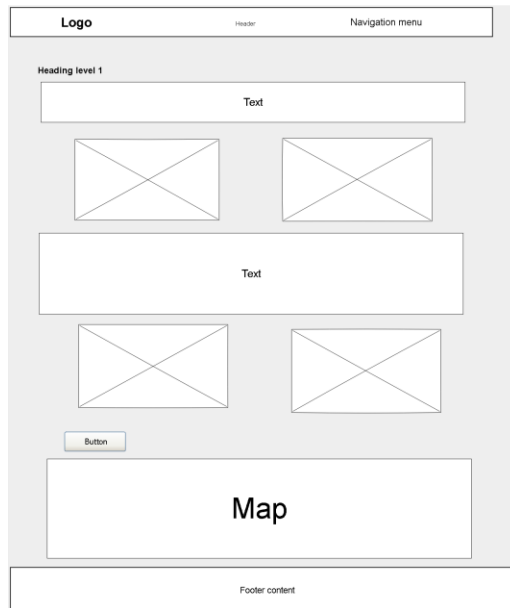 Logo Header Navigation menu
Heading level 1
Text
Text
Button
Map
Footer content